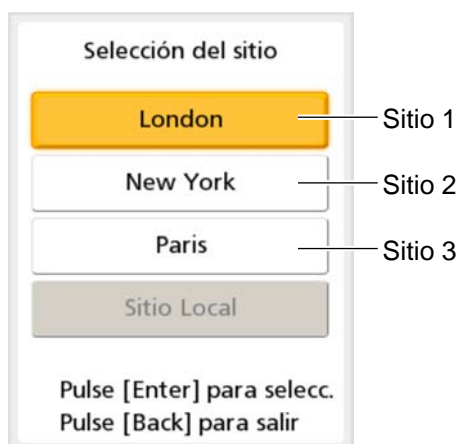 Selección del sitio
London
Sitio 1
New York
Sitio 2
Paris
Sitio 3
Sitio Local
Pulse [Enter] para selecc.
Pulse [Back] para salir